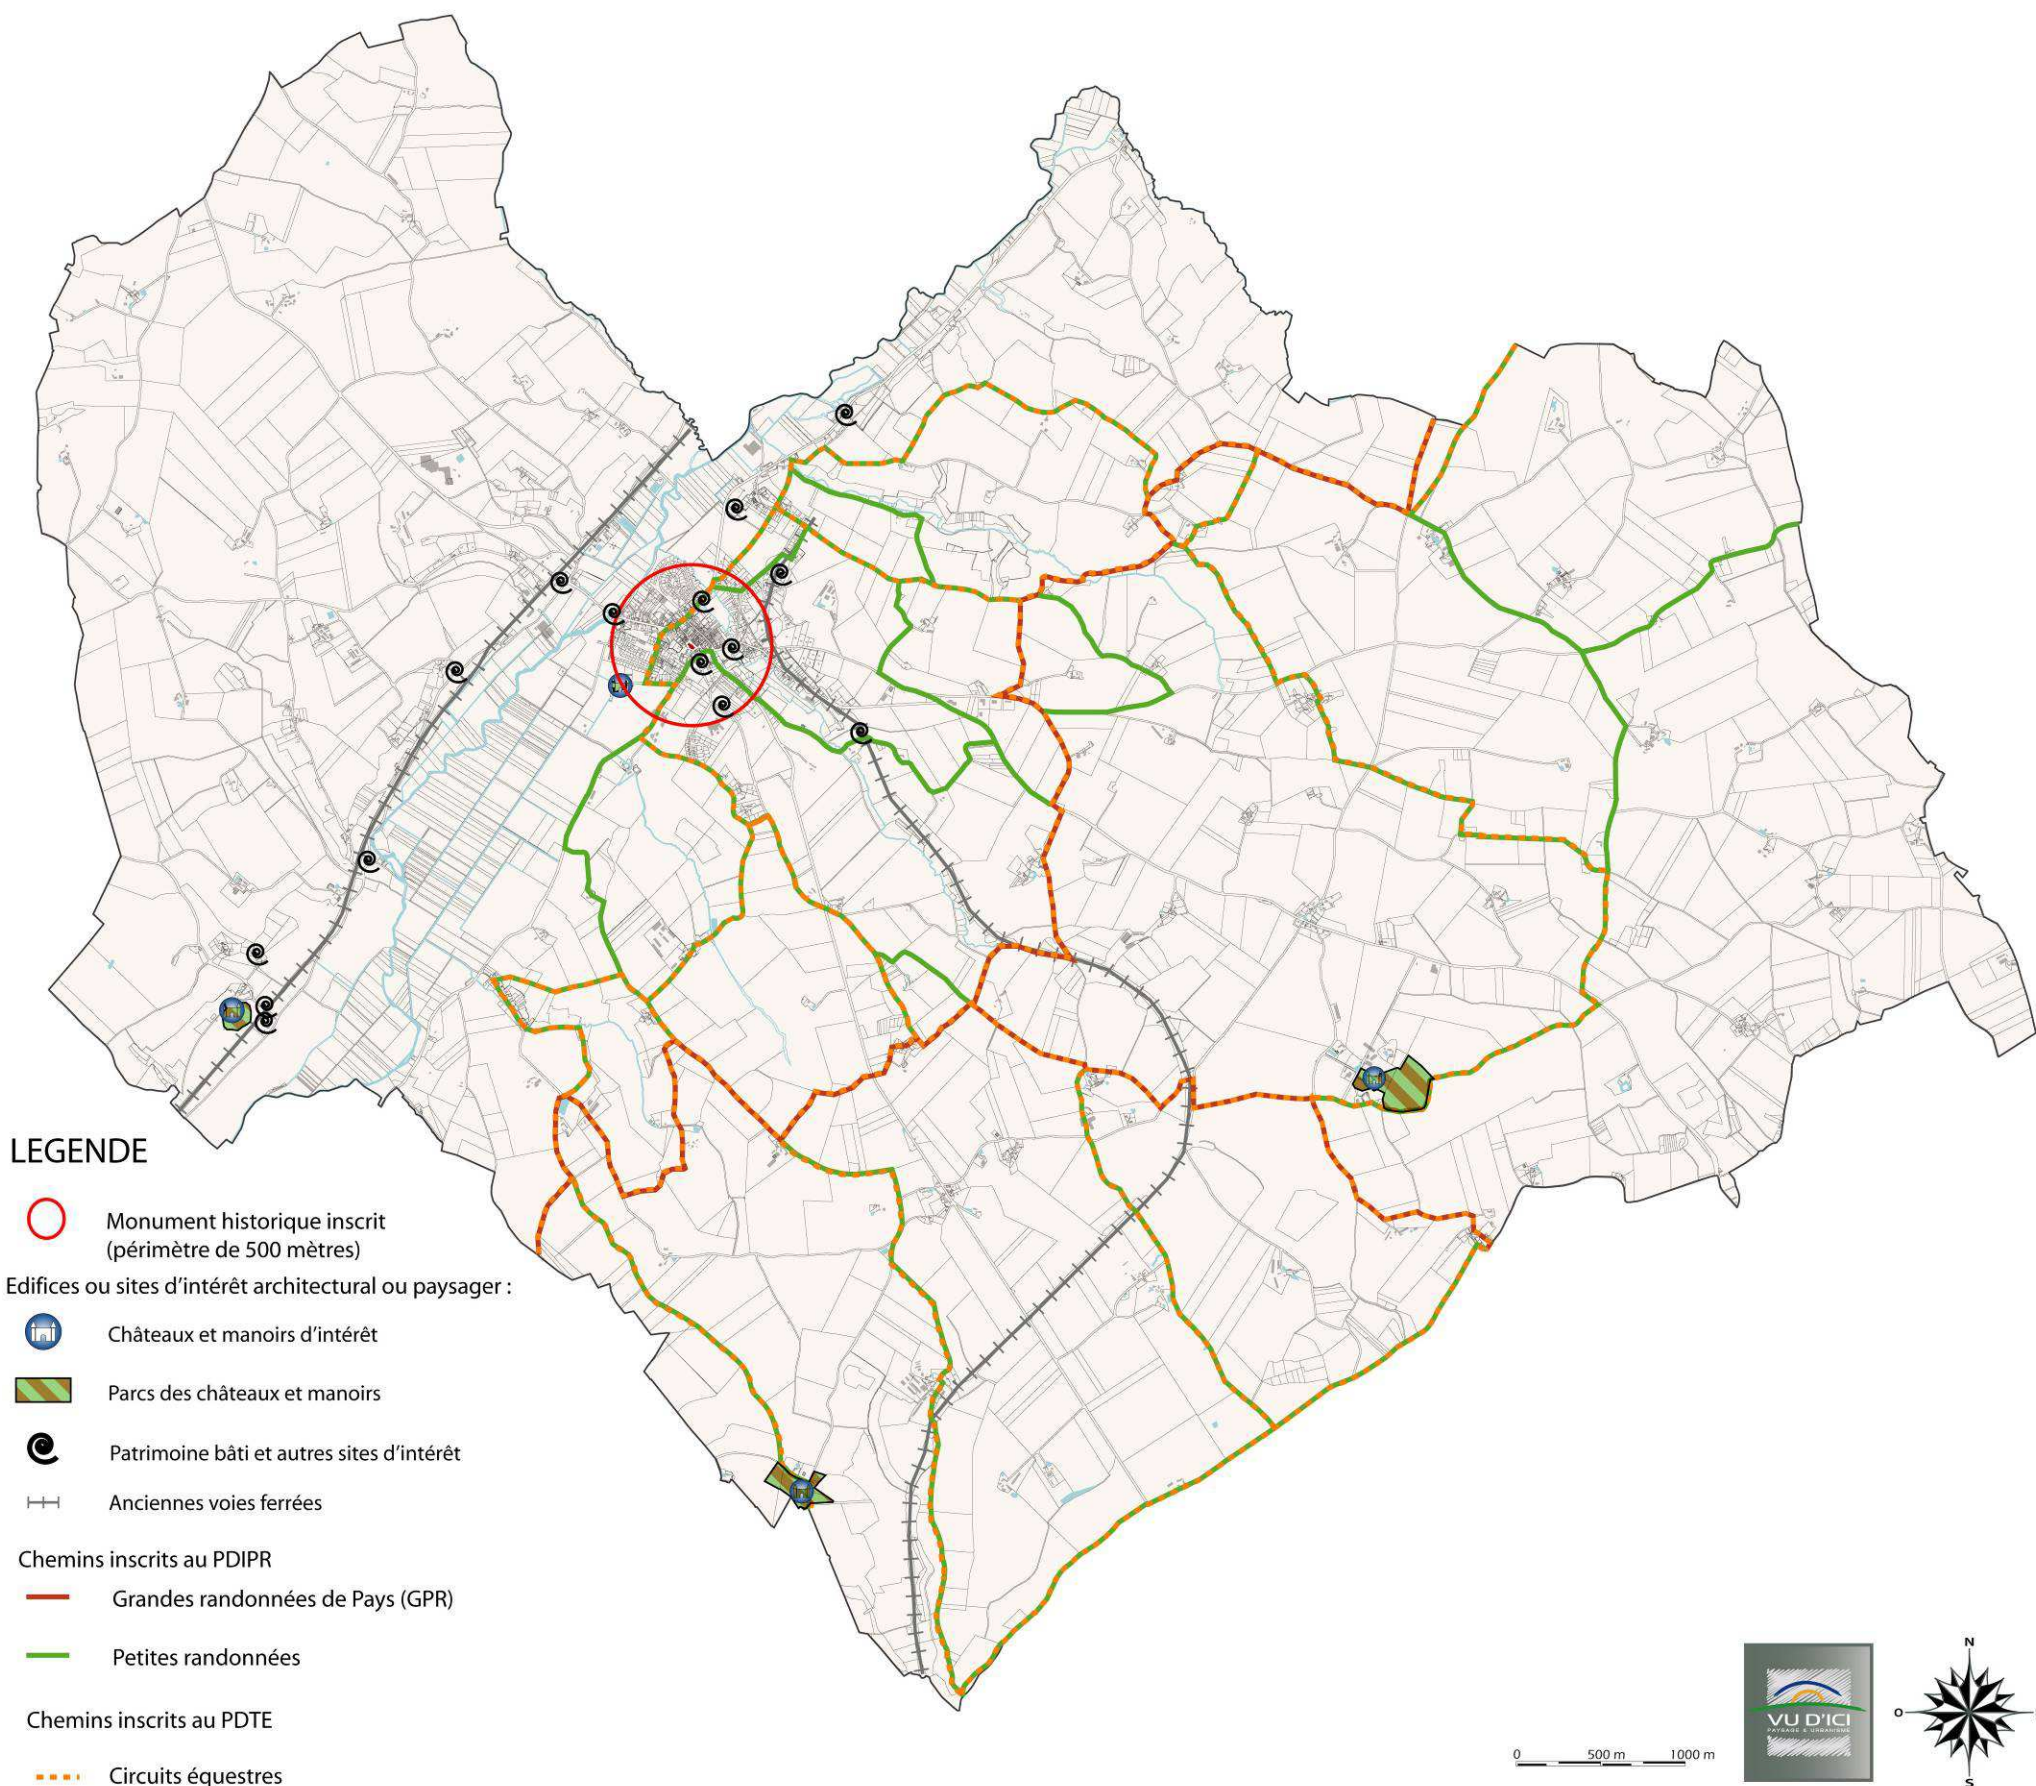 LEGENDE
Monument historique inscrit
(périmètre de 500 mètres)
Edifices ou sites d'intérêt architectural ou paysager :
Châteaux et manoirs d'intérêt
Parcs des châteaux et manoirs
Patrimoine bâti et autres sites d'intérêt
Anciennes voies ferrées
Chemins inscrits au PDIPR
Grandes randonnées de Pays (GPR)
Petites randonnées
Chemins inscrits au PDTE
Circuits équestres
0 500 m 1000 m
VU D'ICI
PAYSAGE & URBANISME
N
O
S